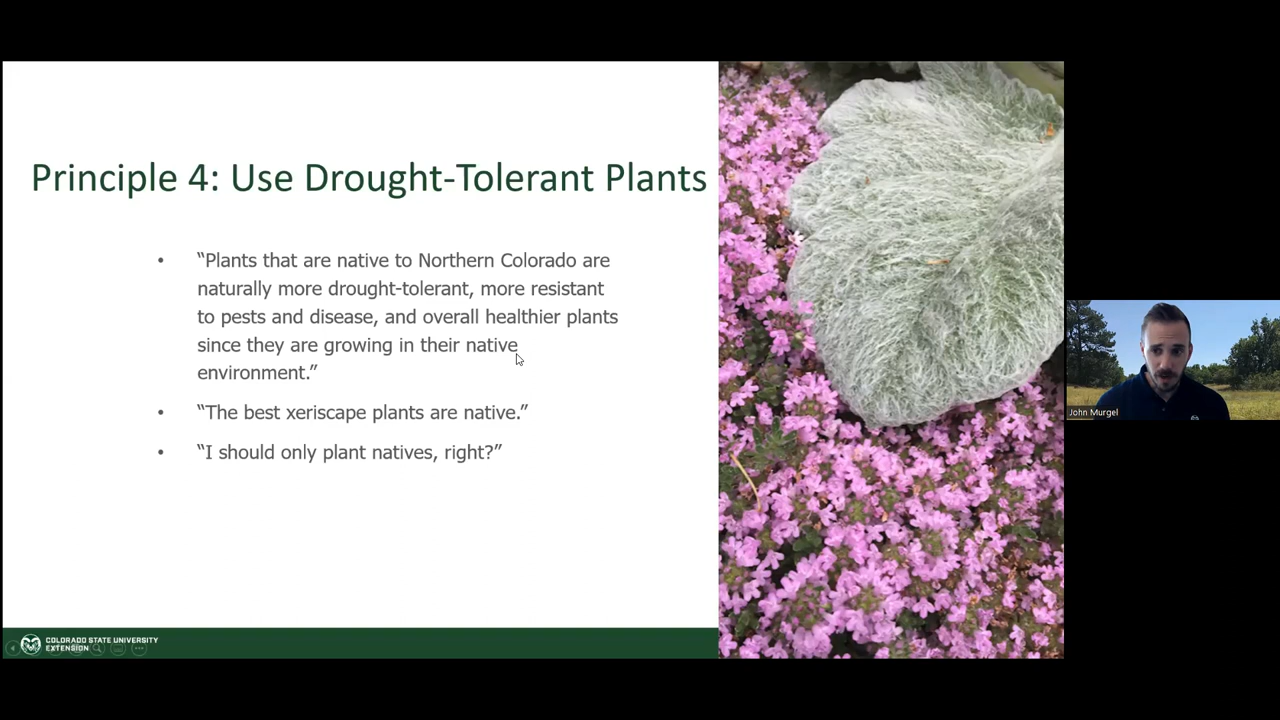 Principle 4: Use Drought-Tolerant Plants
• “Plants that are native to Northern Colorado are
naturally more drought-tolerant, more resistant
to pests and disease, and overall healthier plants
since they are growing in their native
environment.”
• “The best xeriscape plants are native.”
• “I should only plant natives, right?”
COLORADO STATE UNIVERSITY
EXTENSION
John Murgel